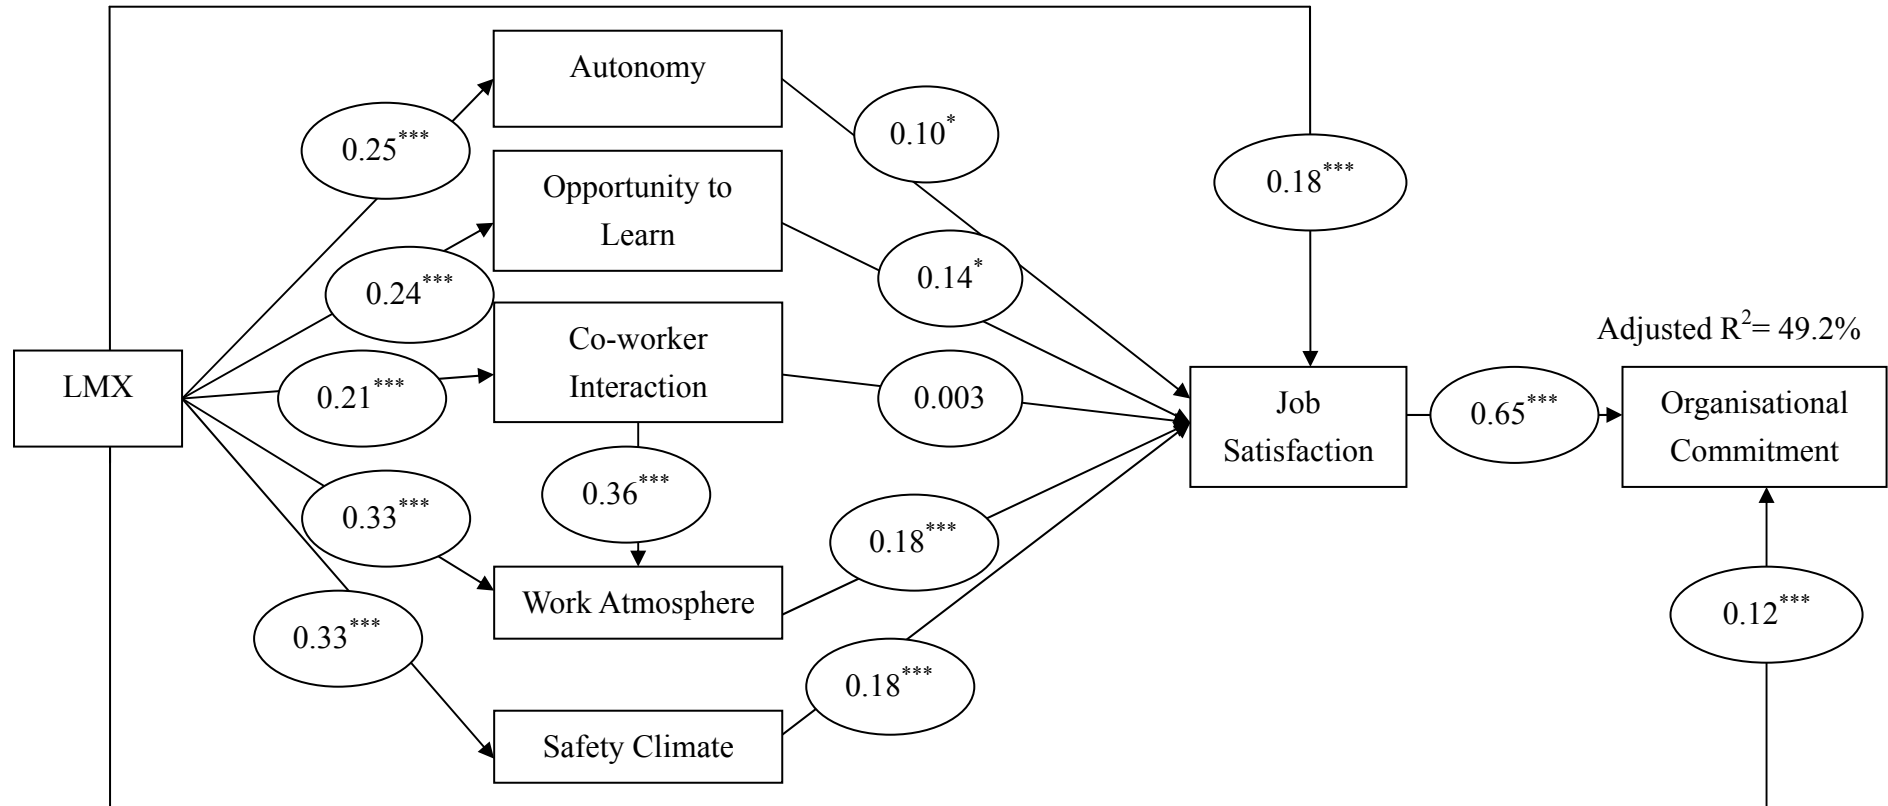 Autonomy
0.25***
0.10*
Opportunity to
Learn
0.18***
0.24***
0.14*
Co-worker
Interaction
Adjusted R²= 49.2%
LMX
0.21***
0.003
Job
Satisfaction
0.65***
Organisational
Commitment
0.36***
0.33***
0.18***
Work Atmosphere
0.12***
0.33***
0.18***
Safety Climate